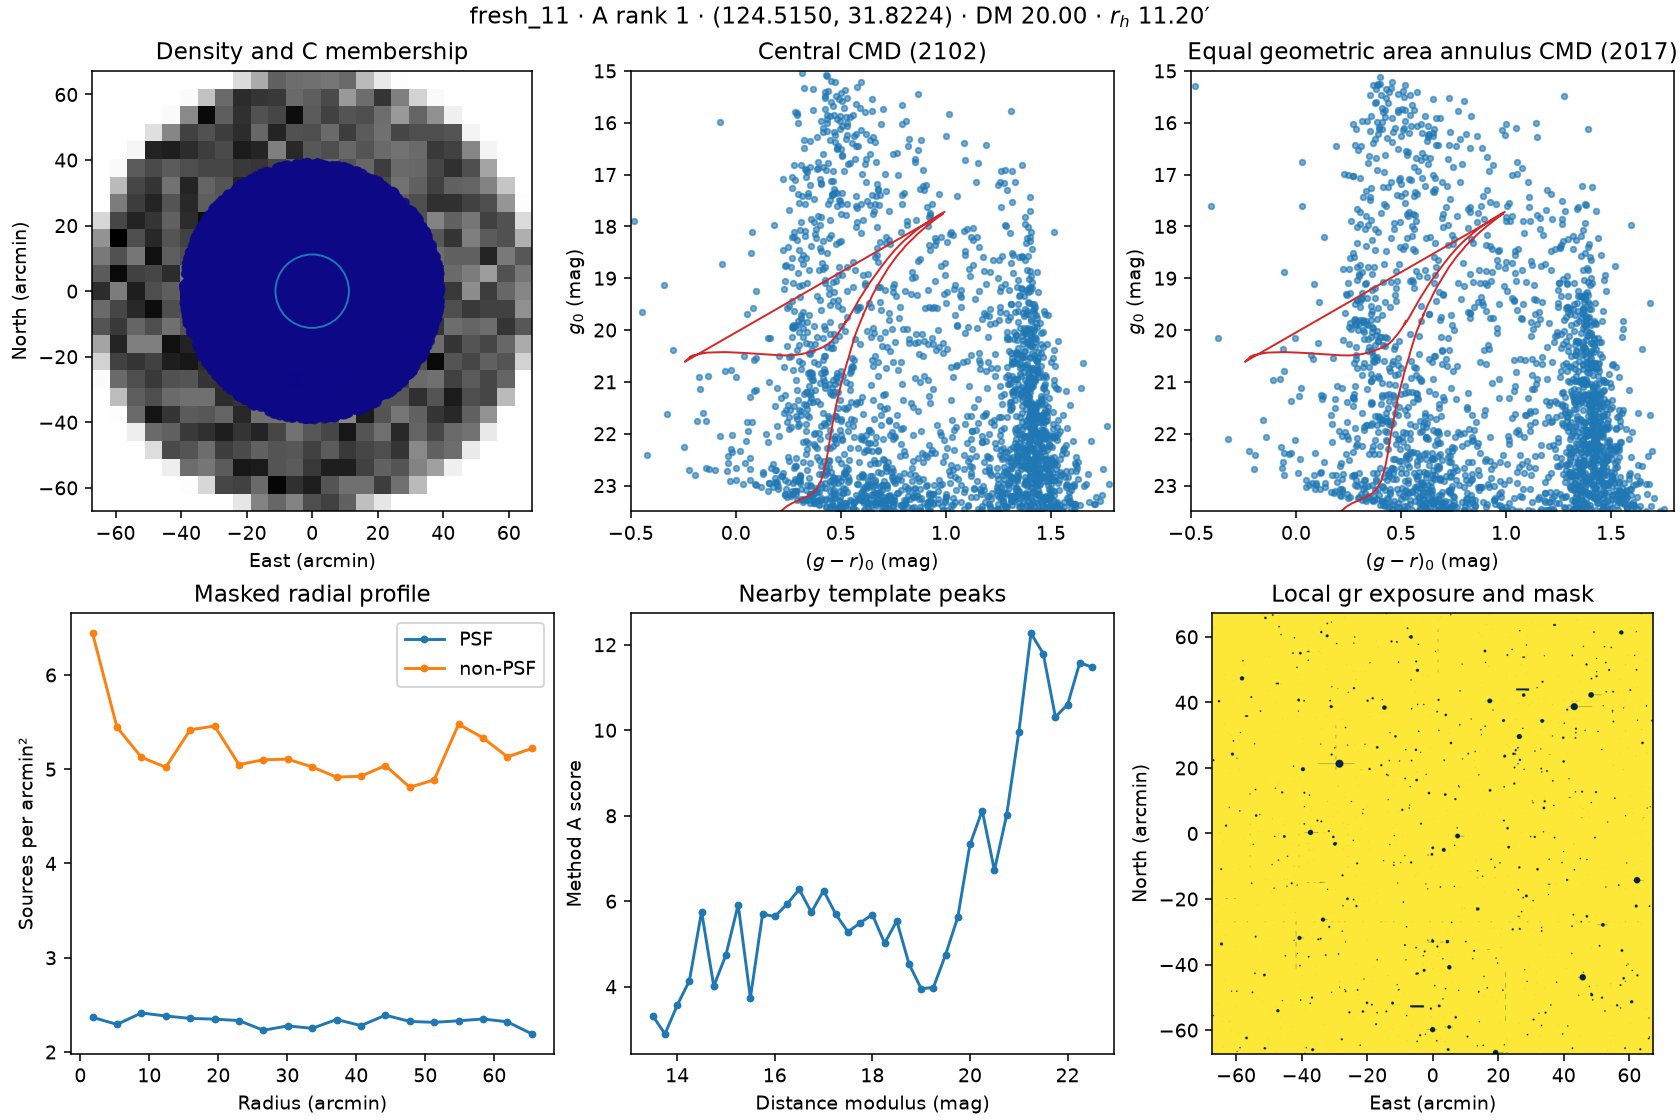 fresh_11 · A rank 1 · (124.5150, 31.8224) · DM 20.00 · r_h 11.20′
Density and C membership
60
40
20
0
−20
−40
−60
−60 −40 −20 0 20 40 60
North (arcmin)
East (arcmin)
Central CMD (2102)
15
16
17
18
19
20
21
22
23
−0.5 0.0 0.5 1.0 1.5
g₀ (mag)
(g − r)₀ (mag)
Equal geometric area annulus CMD (2017)
15
16
17
18
19
20
21
22
23
−0.5 0.0 0.5 1.0 1.5
g₀ (mag)
(g − r)₀ (mag)
Masked radial profile
PSF
non-PSF
6
5
4
3
2
0 10 20 30 40 50 60
Sources per arcmin²
Radius (arcmin)
Nearby template peaks
12
10
8
6
4
14 16 18 20 22
Method A score
Distance modulus (mag)
Local gr exposure and mask
60
40
20
0
−20
−40
−60
−60 −40 −20 0 20 40 60
North (arcmin)
East (arcmin)